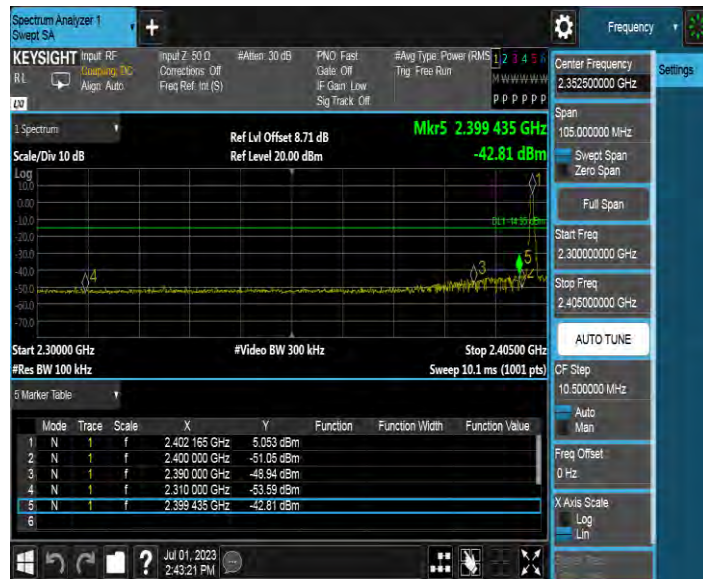 Spectrum Analyzer 1
Swept SA
+
Frequency
KEYSIGHT
RL
Input: RF
Coupling: DC
Align: Auto
Input Z: 50 Ω
Corrections: Off
Freq Ref: Int (S)
#Atten: 30 dB
PNO: Fast
Gate: Off
IF Gain: Low
Sig Track: Off
#Avg Type: Power (RMS
Trig: Free Run
1 2 3 4 5 6
M W W W W W
P P P P P P
Center Frequency
2.352500000 GHz
Settings
Span
105.000000 MHz
Swept Span
Zero Span
Full Span
Start Freq
2.300000000 GHz
Stop Freq
2.405000000 GHz
AUTO TUNE
CF Step
10.500000 MHz
Auto
Man
Freq Offset
0 Hz
X Axis Scale
Log
Lin
1 Spectrum
Scale/Div 10 dB
Ref Lvl Offset 8.71 dB
Ref Level 20.00 dBm
Mkr5 2.399 435 GHz
-42.81 dBm
Log
10.0
0.00
-10.0
-20.0
-30.0
-40.0
-50.0
-60.0
-70.0
1
5
3
4
2
Start 2.30000 GHz
#Video BW 300 kHz
Stop 2.40500 GHz
#Res BW 100 kHz
Sweep 10.1 ms (1001 pts)
5 Marker Table
Mode Trace Scale X Y Function Function Width Function Value
1 N 1 f 2.402 165 GHz 5.053 dBm
2 N 1 f 2.400 000 GHz -51.05 dBm
3 N 1 f 2.390 000 GHz -48.94 dBm
4 N 1 f 2.310 000 GHz -53.59 dBm
5 N 1 f 2.399 435 GHz -42.81 dBm
6
?
Jul 01, 2023
2:43:21 PM